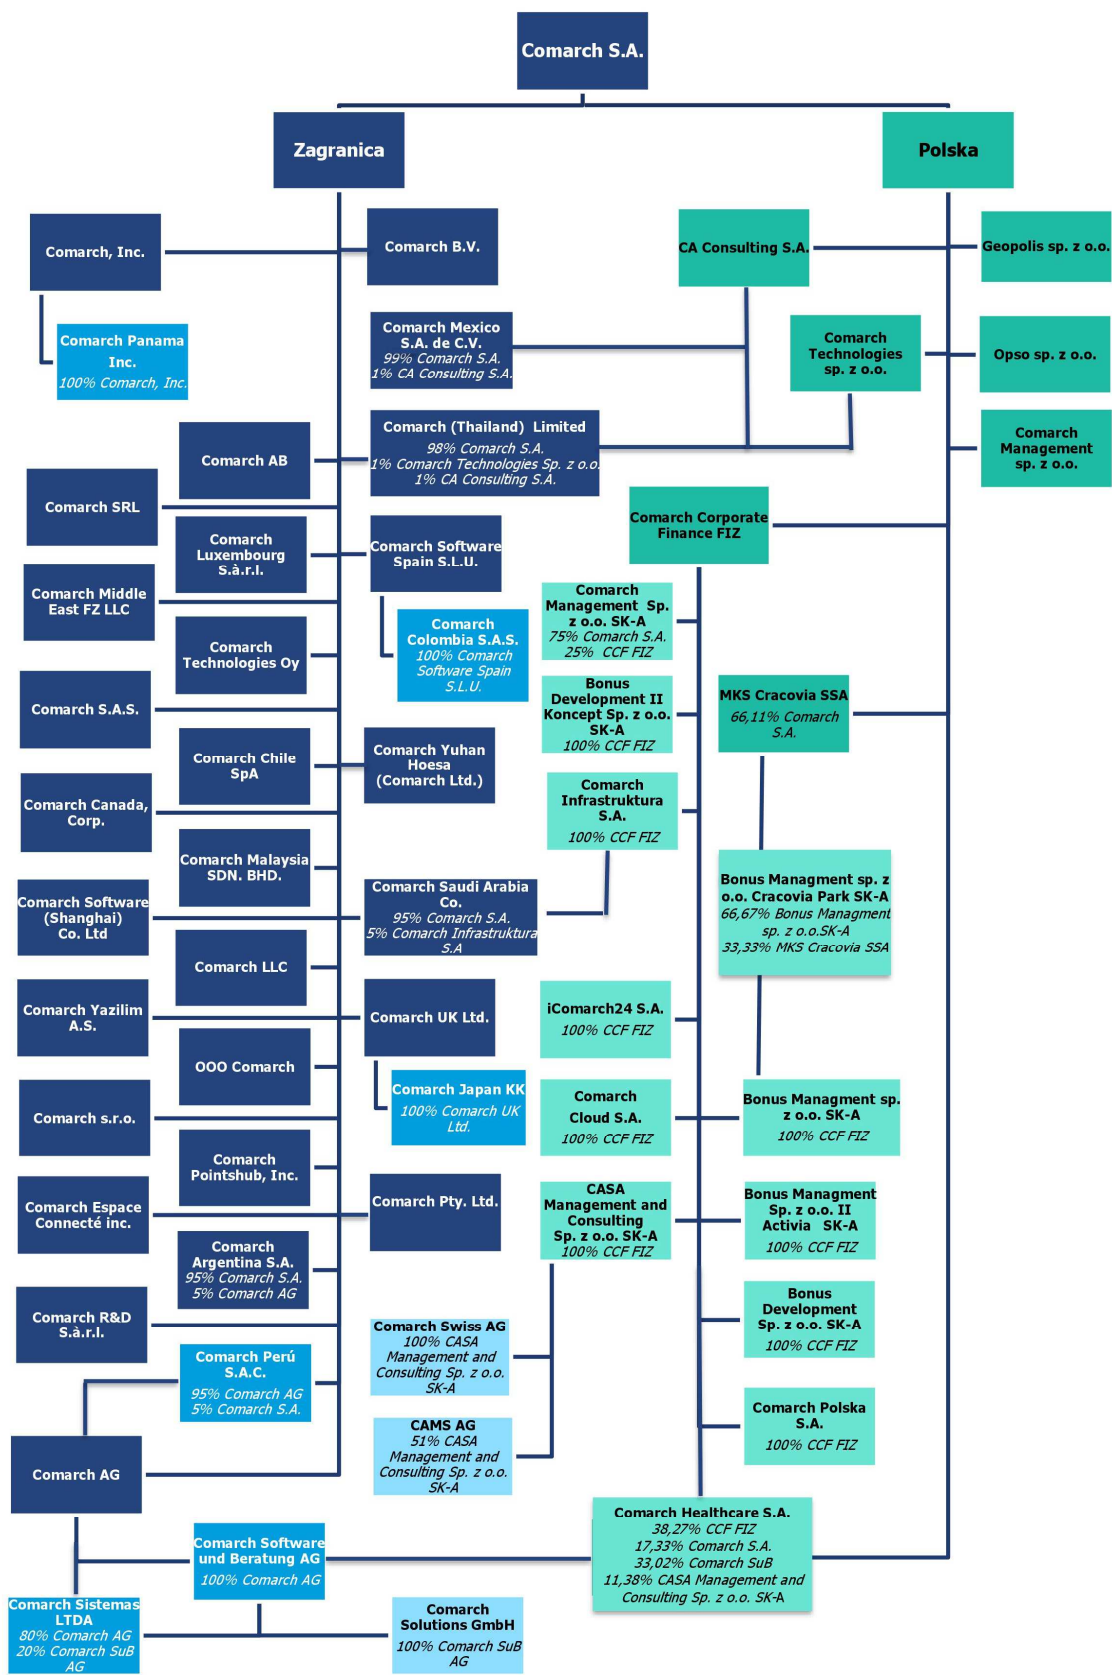 Comarch S.A.
Zagranica
Polska
Comarch, Inc.
Comarch B.V.
CA Consulting S.A.
Geopolis sp. z o.o.
Comarch Panama
Inc.
100% Comarch, Inc.
Comarch Mexico
S.A. de C.V.
99% Comarch S.A.
1% CA Consulting S.A.
Comarch
Technologies
sp. z o.o.
Opso sp. z o.o.
Comarch AB
Comarch (Thailand) Limited
98% Comarch S.A.
1% Comarch Technologies Sp. z o.o.
1% CA Consulting S.A.
Comarch
Management
sp. z o.o.
Comarch SRL
Comarch
Luxembourg
S.à.r.l.
Comarch Software
Spain S.L.U.
Comarch Corporate
Finance FIZ
Comarch Middle
East FZ LLC
Comarch
Technologies Oy
Comarch
Colombia S.A.S.
100% Comarch
Software Spain
S.L.U.
Comarch
Management Sp.
z o.o. SK-A
75% Comarch S.A.
25% CCF FIZ
Comarch S.A.S.
Bonus
Development II
Koncept Sp. z o.o.
SK-A
100% CCF FIZ
MKS Cracovia SSA
66,11% Comarch
S.A.
Comarch Chile
SpA
Comarch Yuhan
Hoesa
(Comarch Ltd.)
Comarch Canada,
Corp.
Comarch
Infrastruktura
S.A.
100% CCF FIZ
Comarch Malaysia
SDN. BHD.
Comarch Software
(Shanghai)
Co. Ltd
Comarch Saudi Arabia
Co.
95% Comarch S.A.
5% Comarch Infrastruktura
S.A
Bonus Managment sp. z
o.o. Cracovia Park SK-A
66,67% Bonus Managment
sp. z o.o.SK-A
33,33% MKS Cracovia SSA
Comarch LLC
Comarch Yazilim
A.S.
Comarch UK Ltd.
iComarch24 S.A.
100% CCF FIZ
OOO Comarch
Comarch Japan KK
100% Comarch UK
Ltd.
Comarch s.r.o.
Comarch
Cloud S.A.
100% CCF FIZ
Bonus Managment sp.
z o.o. SK-A
100% CCF FIZ
Comarch
Pointshub, Inc.
Comarch Espace
Connecté inc.
Comarch Pty. Ltd.
CASA
Management and
Consulting
Sp. z o.o. SK-A
100% CCF FIZ
Bonus Managment
Sp. z o.o. II
Activia SK-A
100% CCF FIZ
Comarch
Argentina S.A.
95% Comarch S.A.
5% Comarch AG
Comarch R&D
S.à.r.l.
Bonus
Development
Sp. z o.o. SK-A
100% CCF FIZ
Comarch Swiss AG
100% CASA
Management and
Consulting Sp. z o.o.
SK-A
Comarch Perú
S.A.C.
95% Comarch AG
5% Comarch S.A.
Comarch Polska
S.A.
100% CCF FIZ
CAMS AG
51% CASA
Management and
Consulting Sp. z o.o.
SK-A
Comarch AG
Comarch Healthcare S.A.
38,27% CCF FIZ
17,33% Comarch S.A.
33,02% Comarch SuB
11,38% CASA Management and
Consulting Sp. z o.o. SK-A
Comarch Software
und Beratung AG
100% Comarch AG
Comarch Sistemas
LTDA
80% Comarch AG
20% Comarch SuB
AG
Comarch
Solutions GmbH
100% Comarch SuB
AG